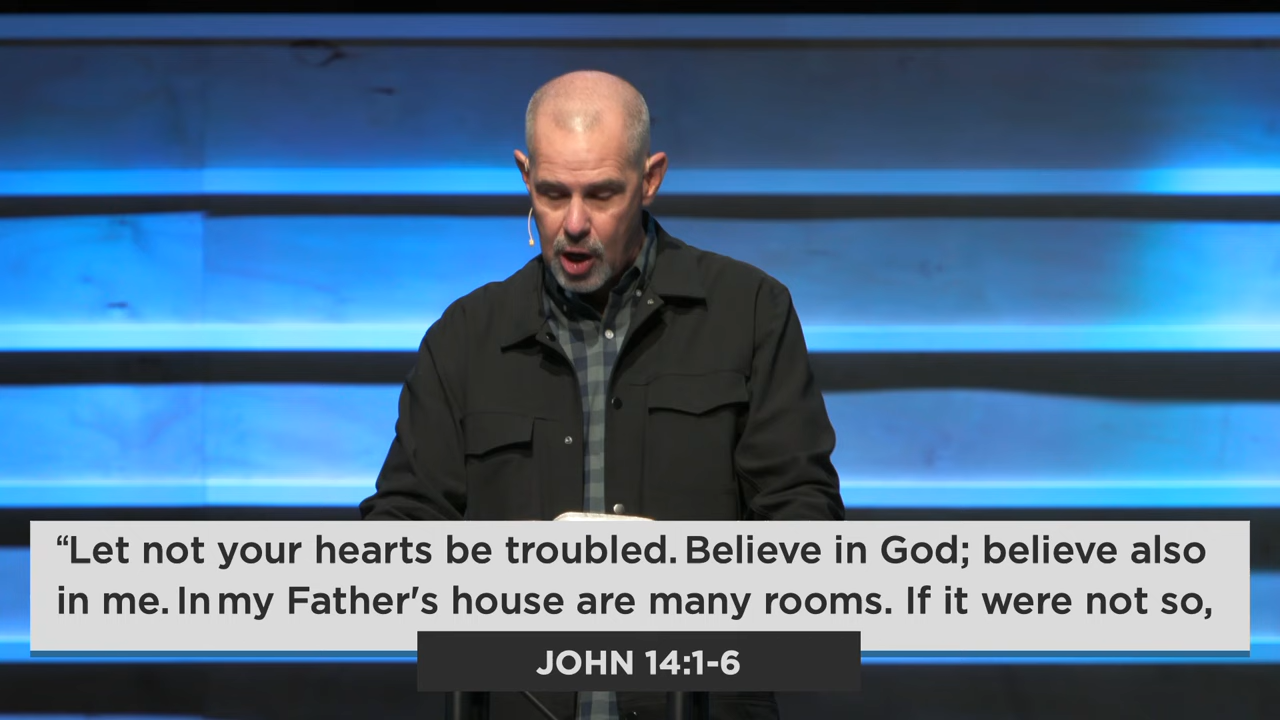 “Let not your hearts be troubled. Believe in God; believe also
in me. In my Father's house are many rooms. If it were not so,
JOHN 14:1-6